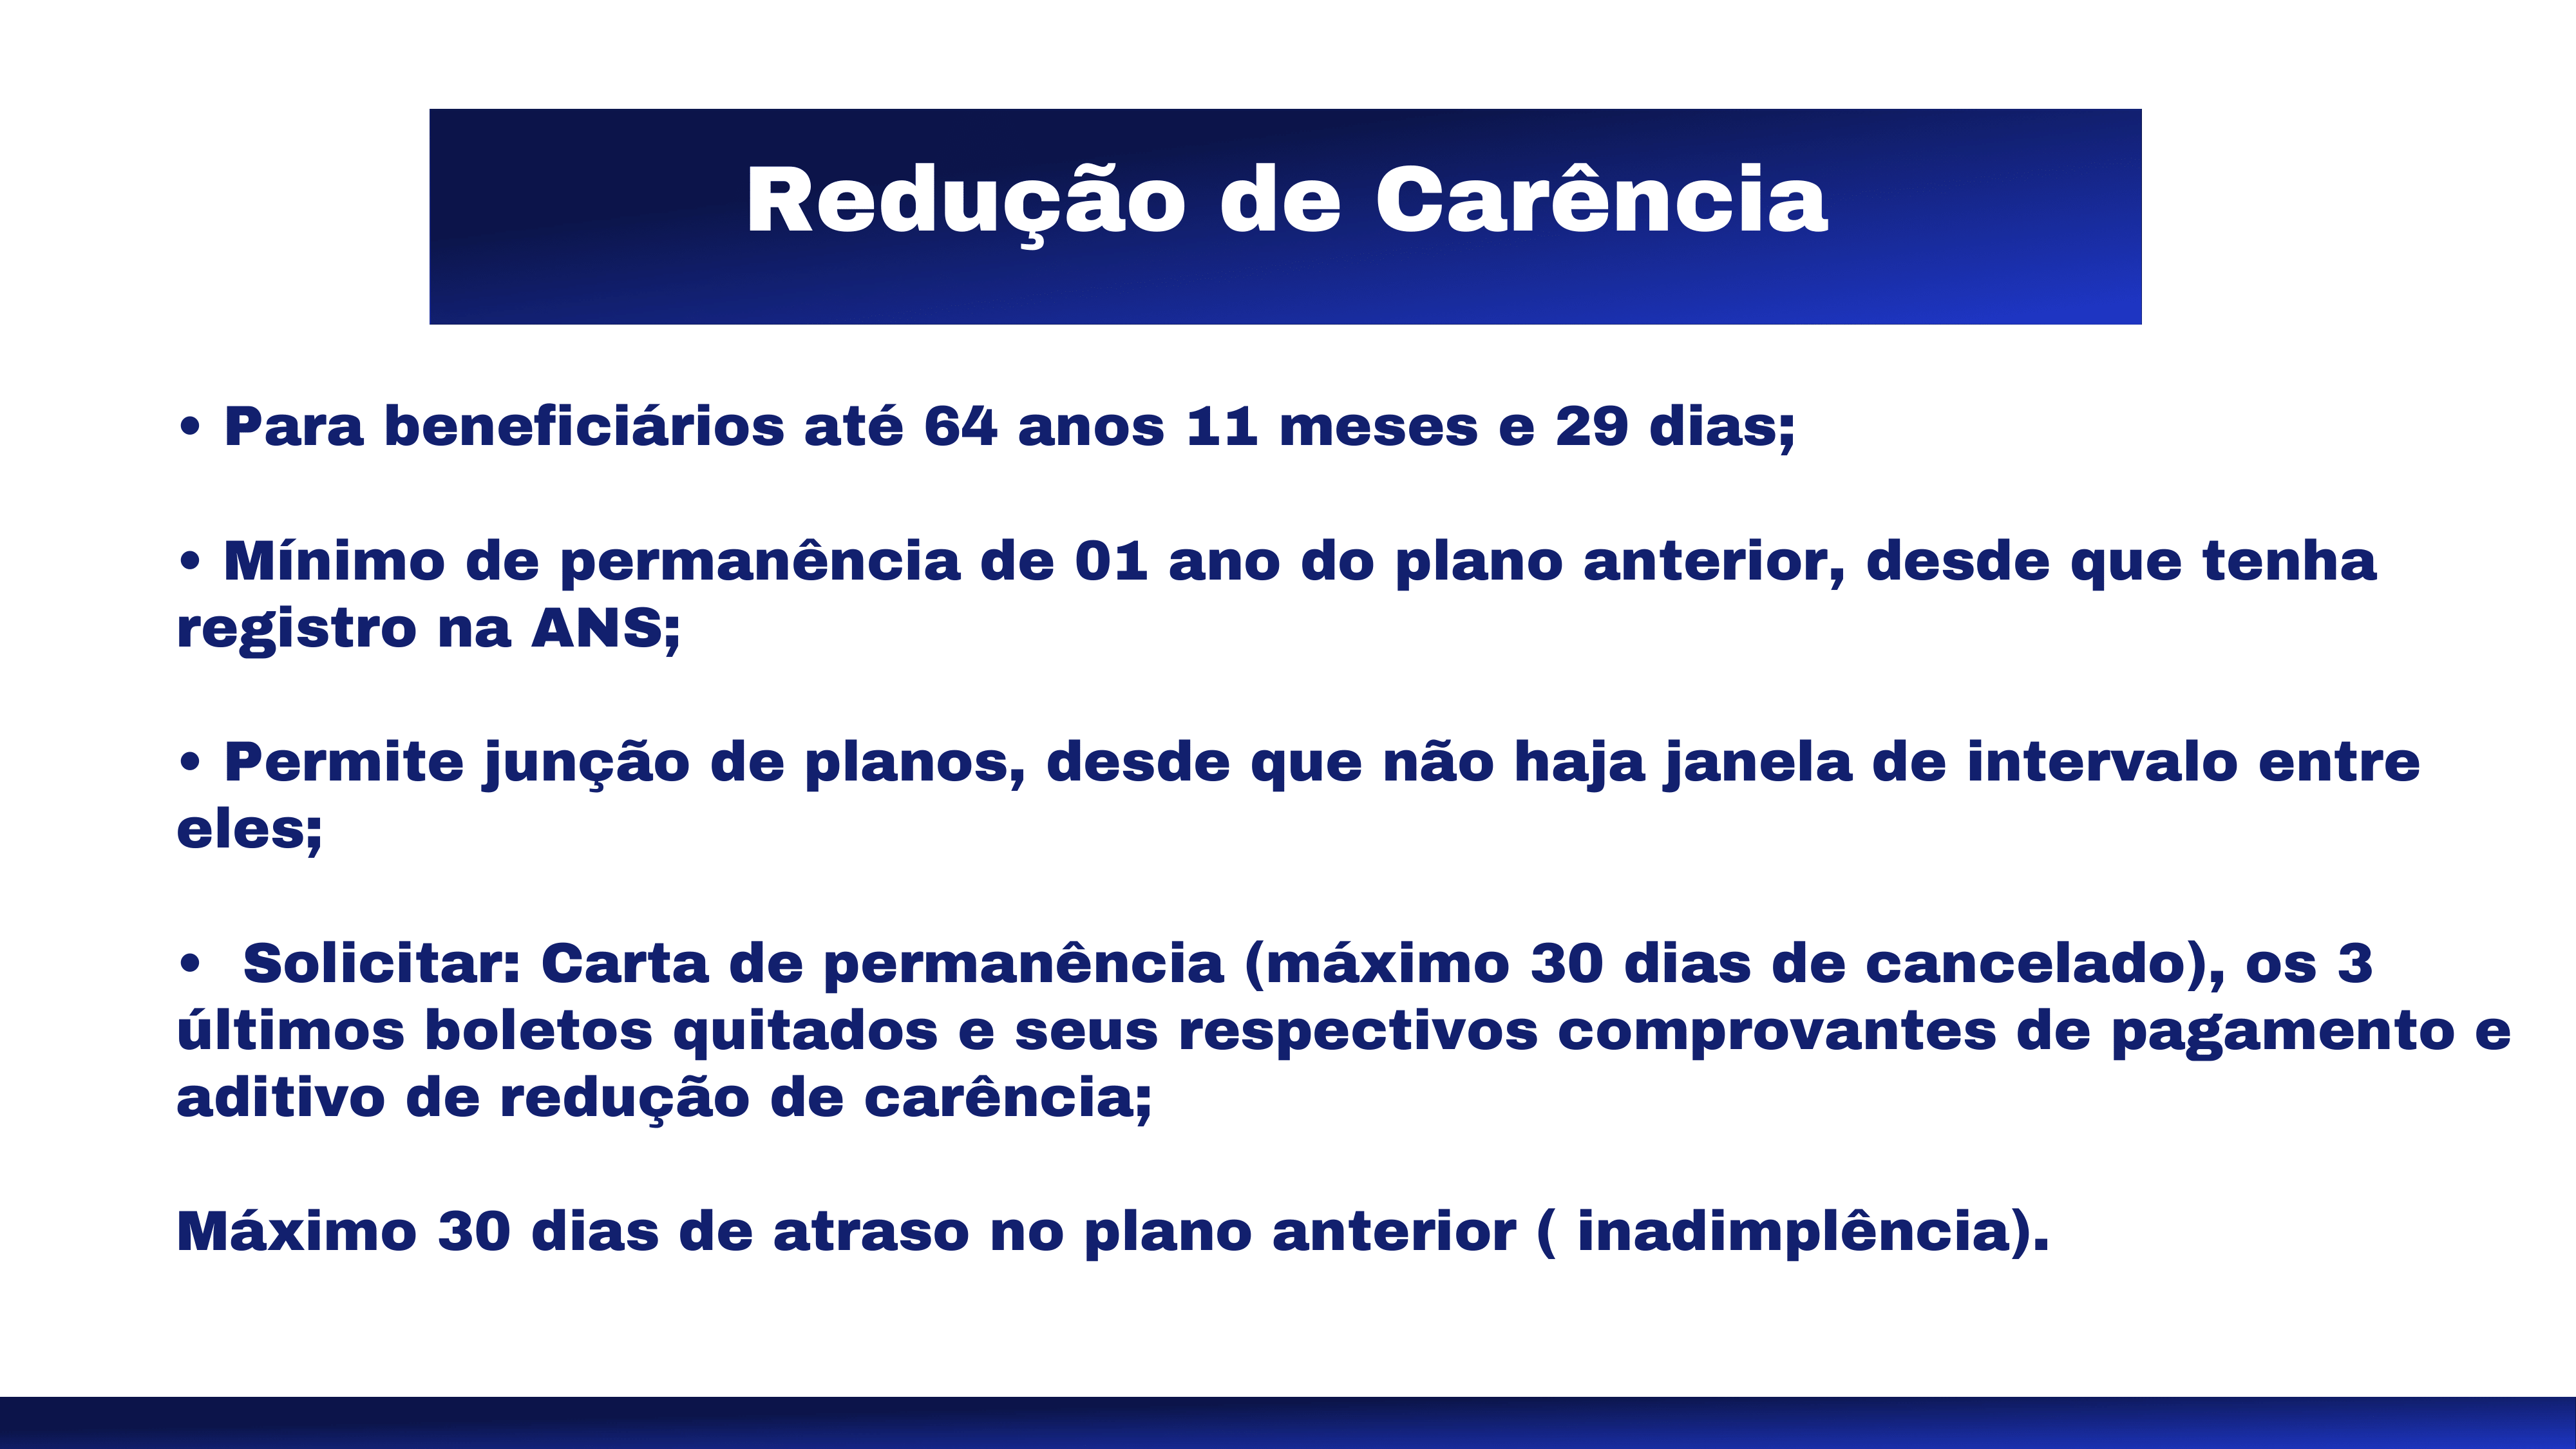 Redução de Carência
• Para beneficiários até 64 anos 11 meses e 29 dias;
• Mínimo de permanência de 01 ano do plano anterior, desde que tenha
registro na ANS;
• Permite junção de planos, desde que não haja janela de intervalo entre
eles;
•  Solicitar: Carta de permanência (máximo 30 dias de cancelado), os 3
últimos boletos quitados e seus respectivos comprovantes de pagamento e
aditivo de redução de carência;
Máximo 30 dias de atraso no plano anterior ( inadimplência).